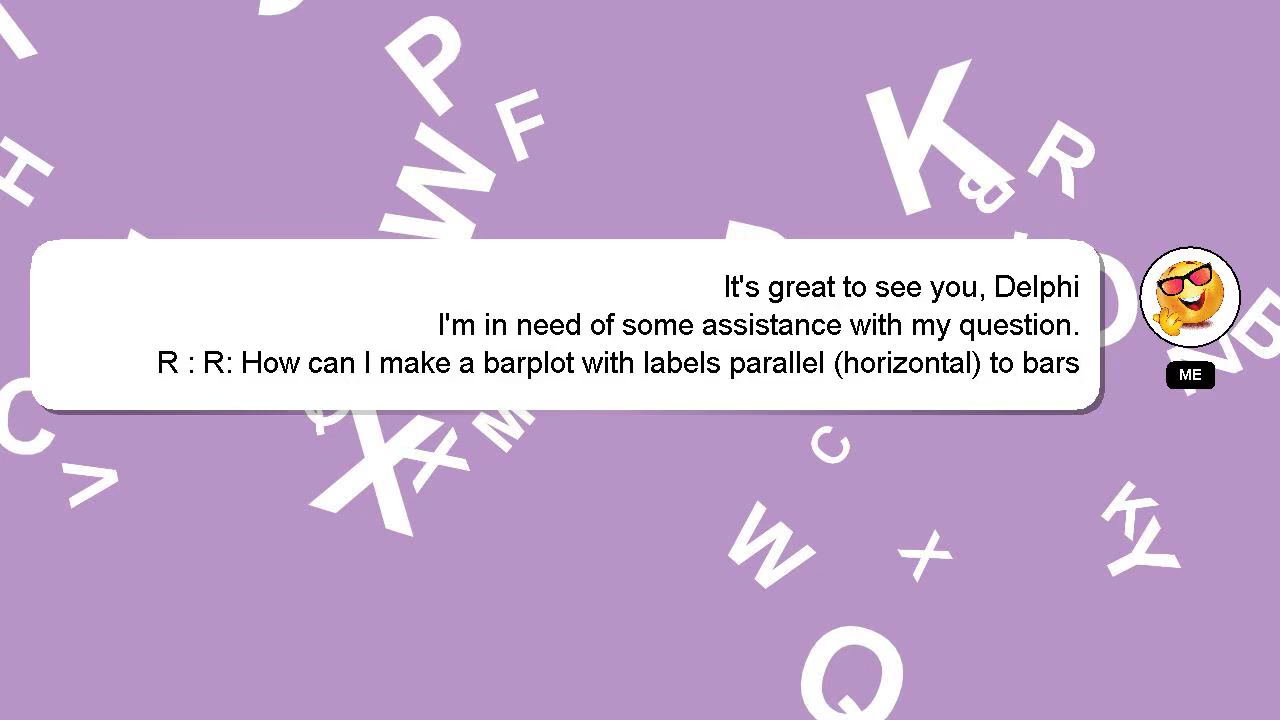 It's great to see you, Delphi
I'm in need of some assistance with my question.
R : R: How can I make a barplot with labels parallel (horizontal) to bars
ME
P
F
W
K
R
B
H
C
V
X
X
M
C
W
X
K
Y
Q
N
B